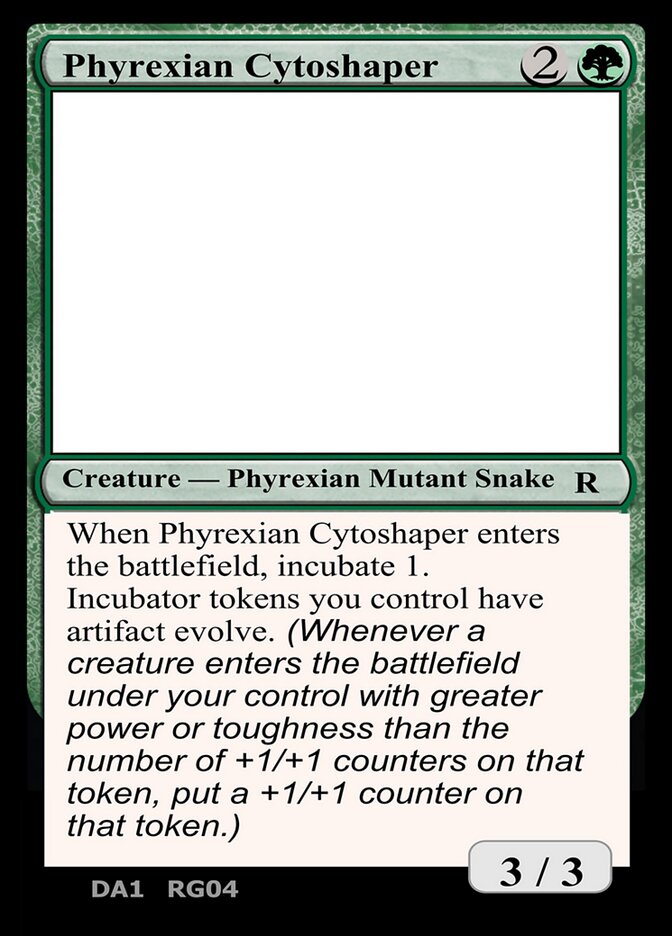 Phyrexian Cytoshaper 2
Creature — Phyrexian Mutant Snake R
When Phyrexian Cytoshaper enters
the battlefield, incubate 1.
Incubator tokens you control have
artifact evolve. (Whenever a
creature enters the battlefield
under your control with greater
power or toughness than the
number of +1/+1 counters on that
token, put a +1/+1 counter on
that token.)
3 / 3
DA1 RG04